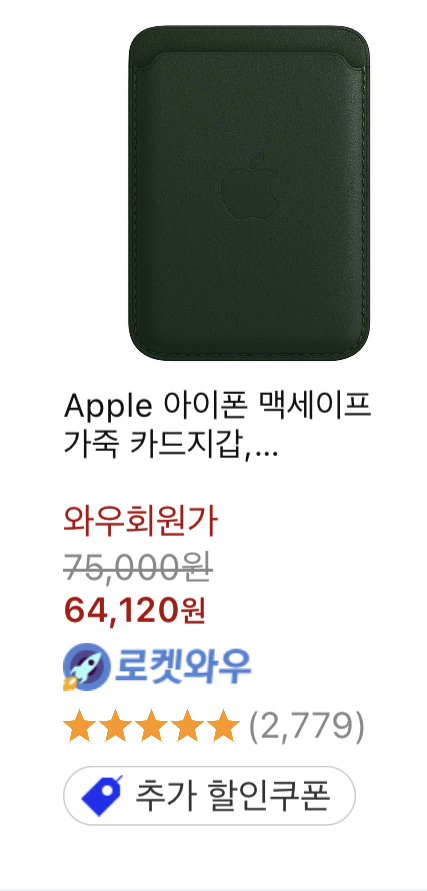 Apple 아이폰 맥세이프
가죽 카드지갑,...
와우회원가
75,000원
64,120원
로켓와우
(2,779)
추가 할인쿠폰